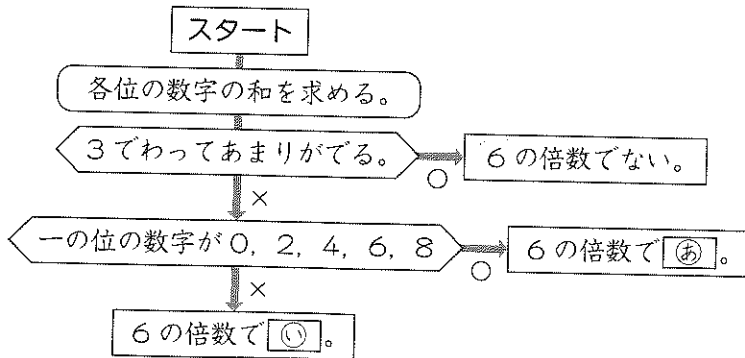 スタート
各位の数字の和を求める。
3でわってあまりがでる。
○
6の倍数でない。
×
一の位の数字が0, 2, 4, 6, 8
○
6の倍数で あ 。
×
6の倍数で い 。